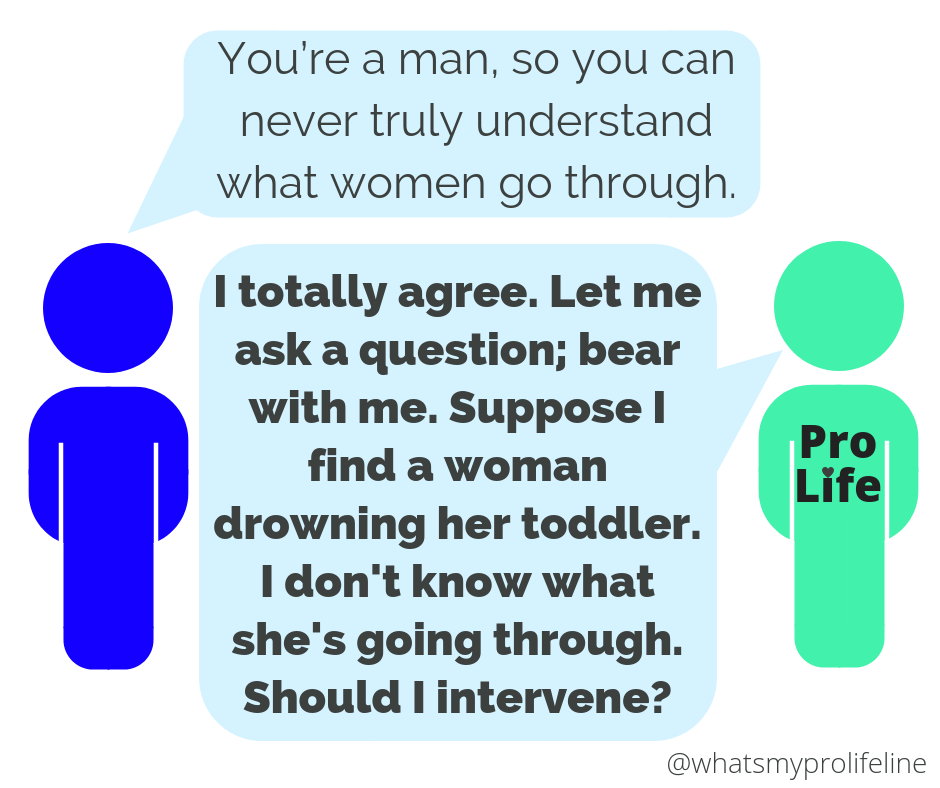 You’re a man, so you can
never truly understand
what women go through.
I totally agree. Let me
ask a question; bear
with me. Suppose I
find a woman
drowning her toddler.
I don't know what
she's going through.
Should I intervene?
Pro
Life
@whatsmyprolifeline